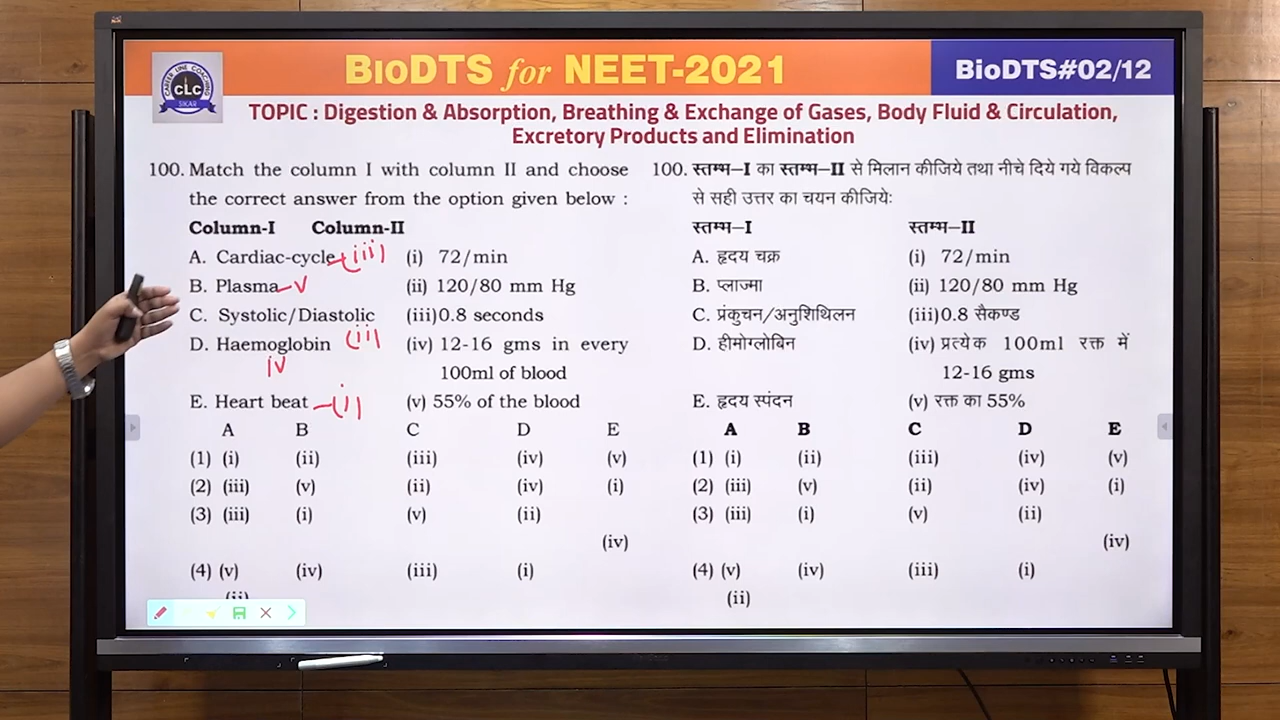 BIODTS for NEET-2021
BIODTS#02/12
CAREER LINE COACHING
CLC
SIKAR
TOPIC : Digestion & Absorption, Breathing & Exchange of Gases, Body Fluid & Circulation,
Excretory Products and Elimination
100. Match the column I with column II and choose
the correct answer from the option given below :
Column-I Column-II
A. Cardiac-cycle (iii) (i) 72/min
B. Plasma v (ii) 120/80 mm Hg
C. Systolic/Diastolic (iii)0.8 seconds
D. Haemoglobin (ii) (iv) 12-16 gms in every
iv 100ml of blood
E. Heart beat (i) (v) 55% of the blood
A B C D E
(1) (i) (ii) (iii) (iv) (v)
(2) (iii) (v) (ii) (iv) (i)
(3) (iii) (i) (v) (ii)
(iv)
(4) (v) (iv) (iii) (i)
(ii)
100. स्तम्भ–I का स्तम्भ–II से मिलान कीजिये तथा नीचे दिये गये विकल्प
से सही उत्तर का चयन कीजियेः
स्तम्भ–I स्तम्भ–II
A. हृदय चक्र (i) 72/min
B. प्लाज्मा (ii) 120/80 mm Hg
C. प्रंकुचन/अनुशिथिलन (iii)0.8 सैकण्ड
D. हीमोग्लोबिन (iv) प्रत्येक 100ml रक्त में
12-16 gms
E. हृदय स्पंदन (v) रक्त का 55%
A B C D E
(1) (i) (ii) (iii) (iv) (v)
(2) (iii) (v) (ii) (iv) (i)
(3) (iii) (i) (v) (ii)
(iv)
(4) (v) (iv) (iii) (i)
(ii)